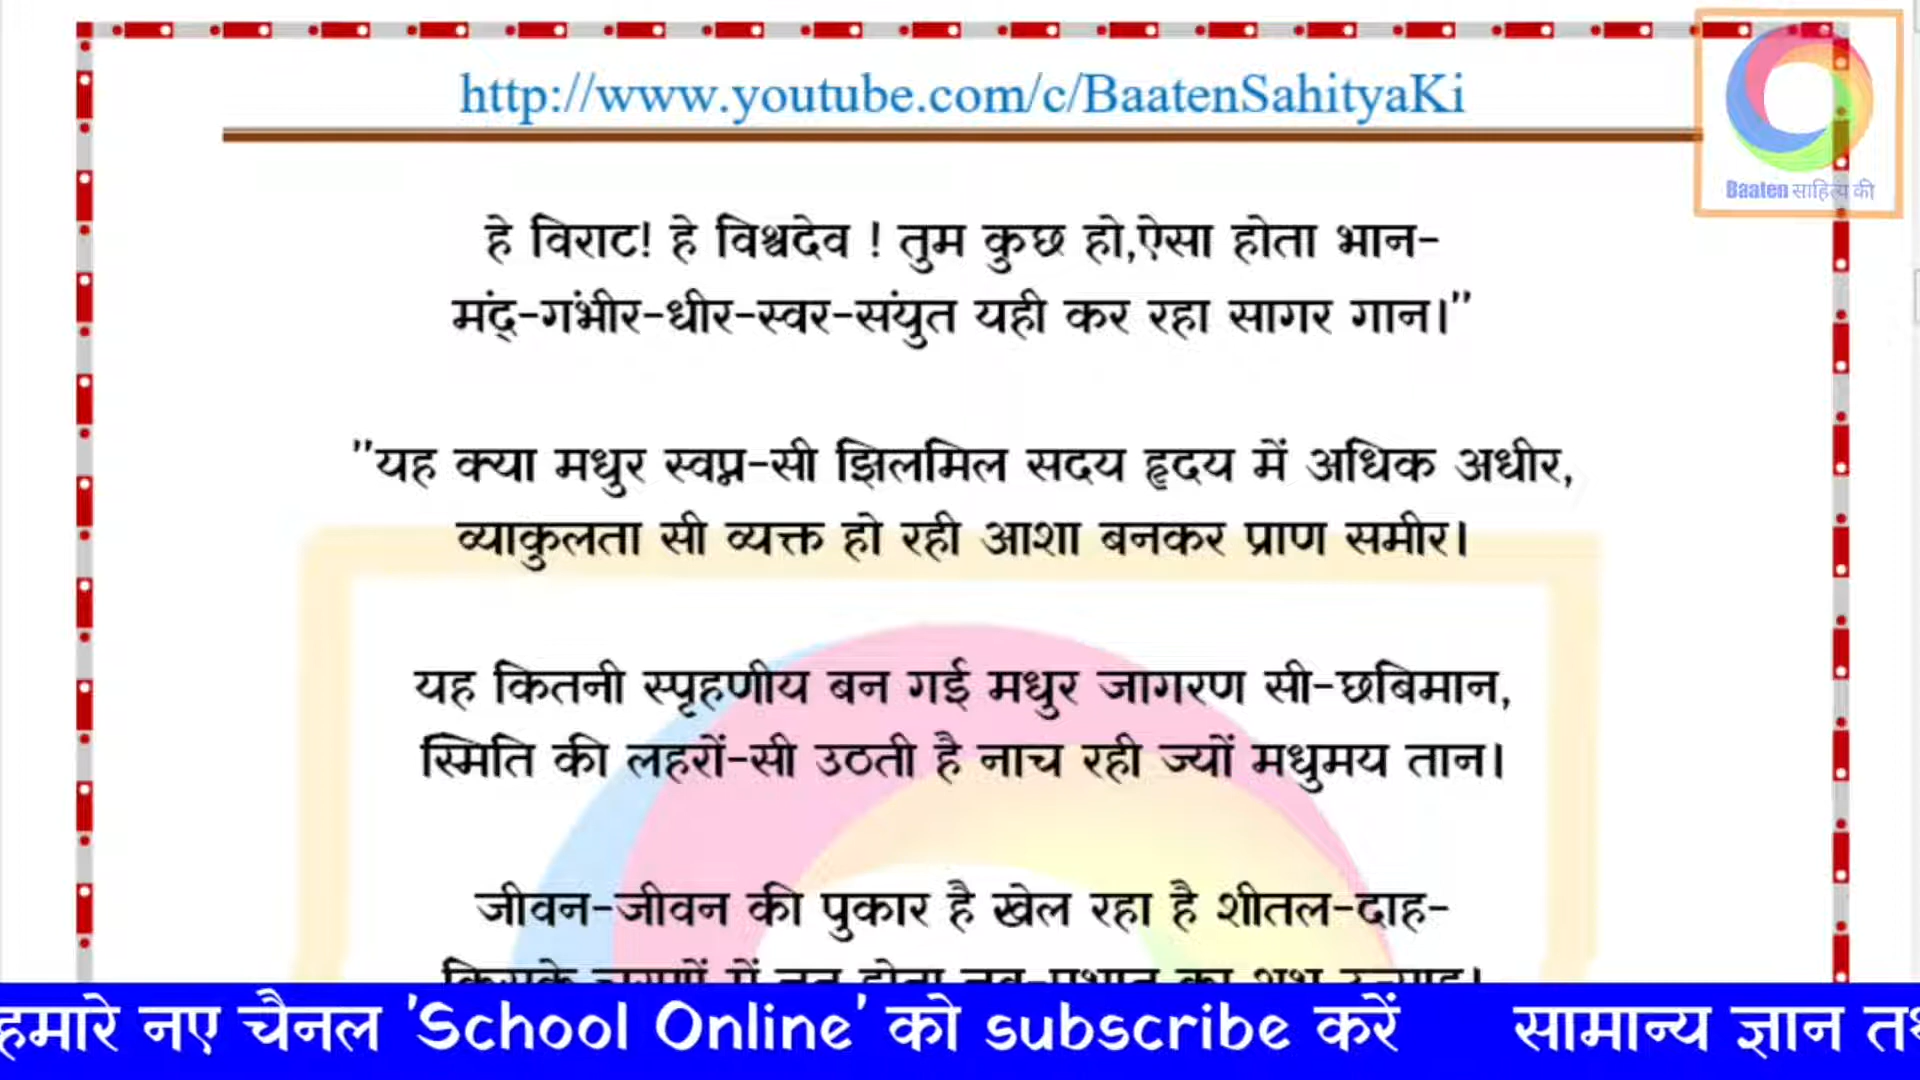 http://www.youtube.com/c/BaatenSahityaKi
Baaten साहित्य की
हे विराट! हे विश्वदेव ! तुम कुछ हो,ऐसा होता भान-
मंद्-गंभीर-धीर-स्वर-संयुत यही कर रहा सागर गान।"
"यह क्या मधुर स्वप्न-सी झिलमिल सदय हृदय में अधिक अधीर,
व्याकुलता सी व्यक्त हो रही आशा बनकर प्राण समीर।
यह कितनी स्पृहणीय बन गई मधुर जागरण सी-छबिमान,
स्मिति की लहरों-सी उठती है नाच रही ज्यों मधुमय तान।
जीवन-जीवन की पुकार है खेल रहा है शीतल-दाह-
हमारे नए चैनल 'School Online' को subscribe करें सामान्य ज्ञान